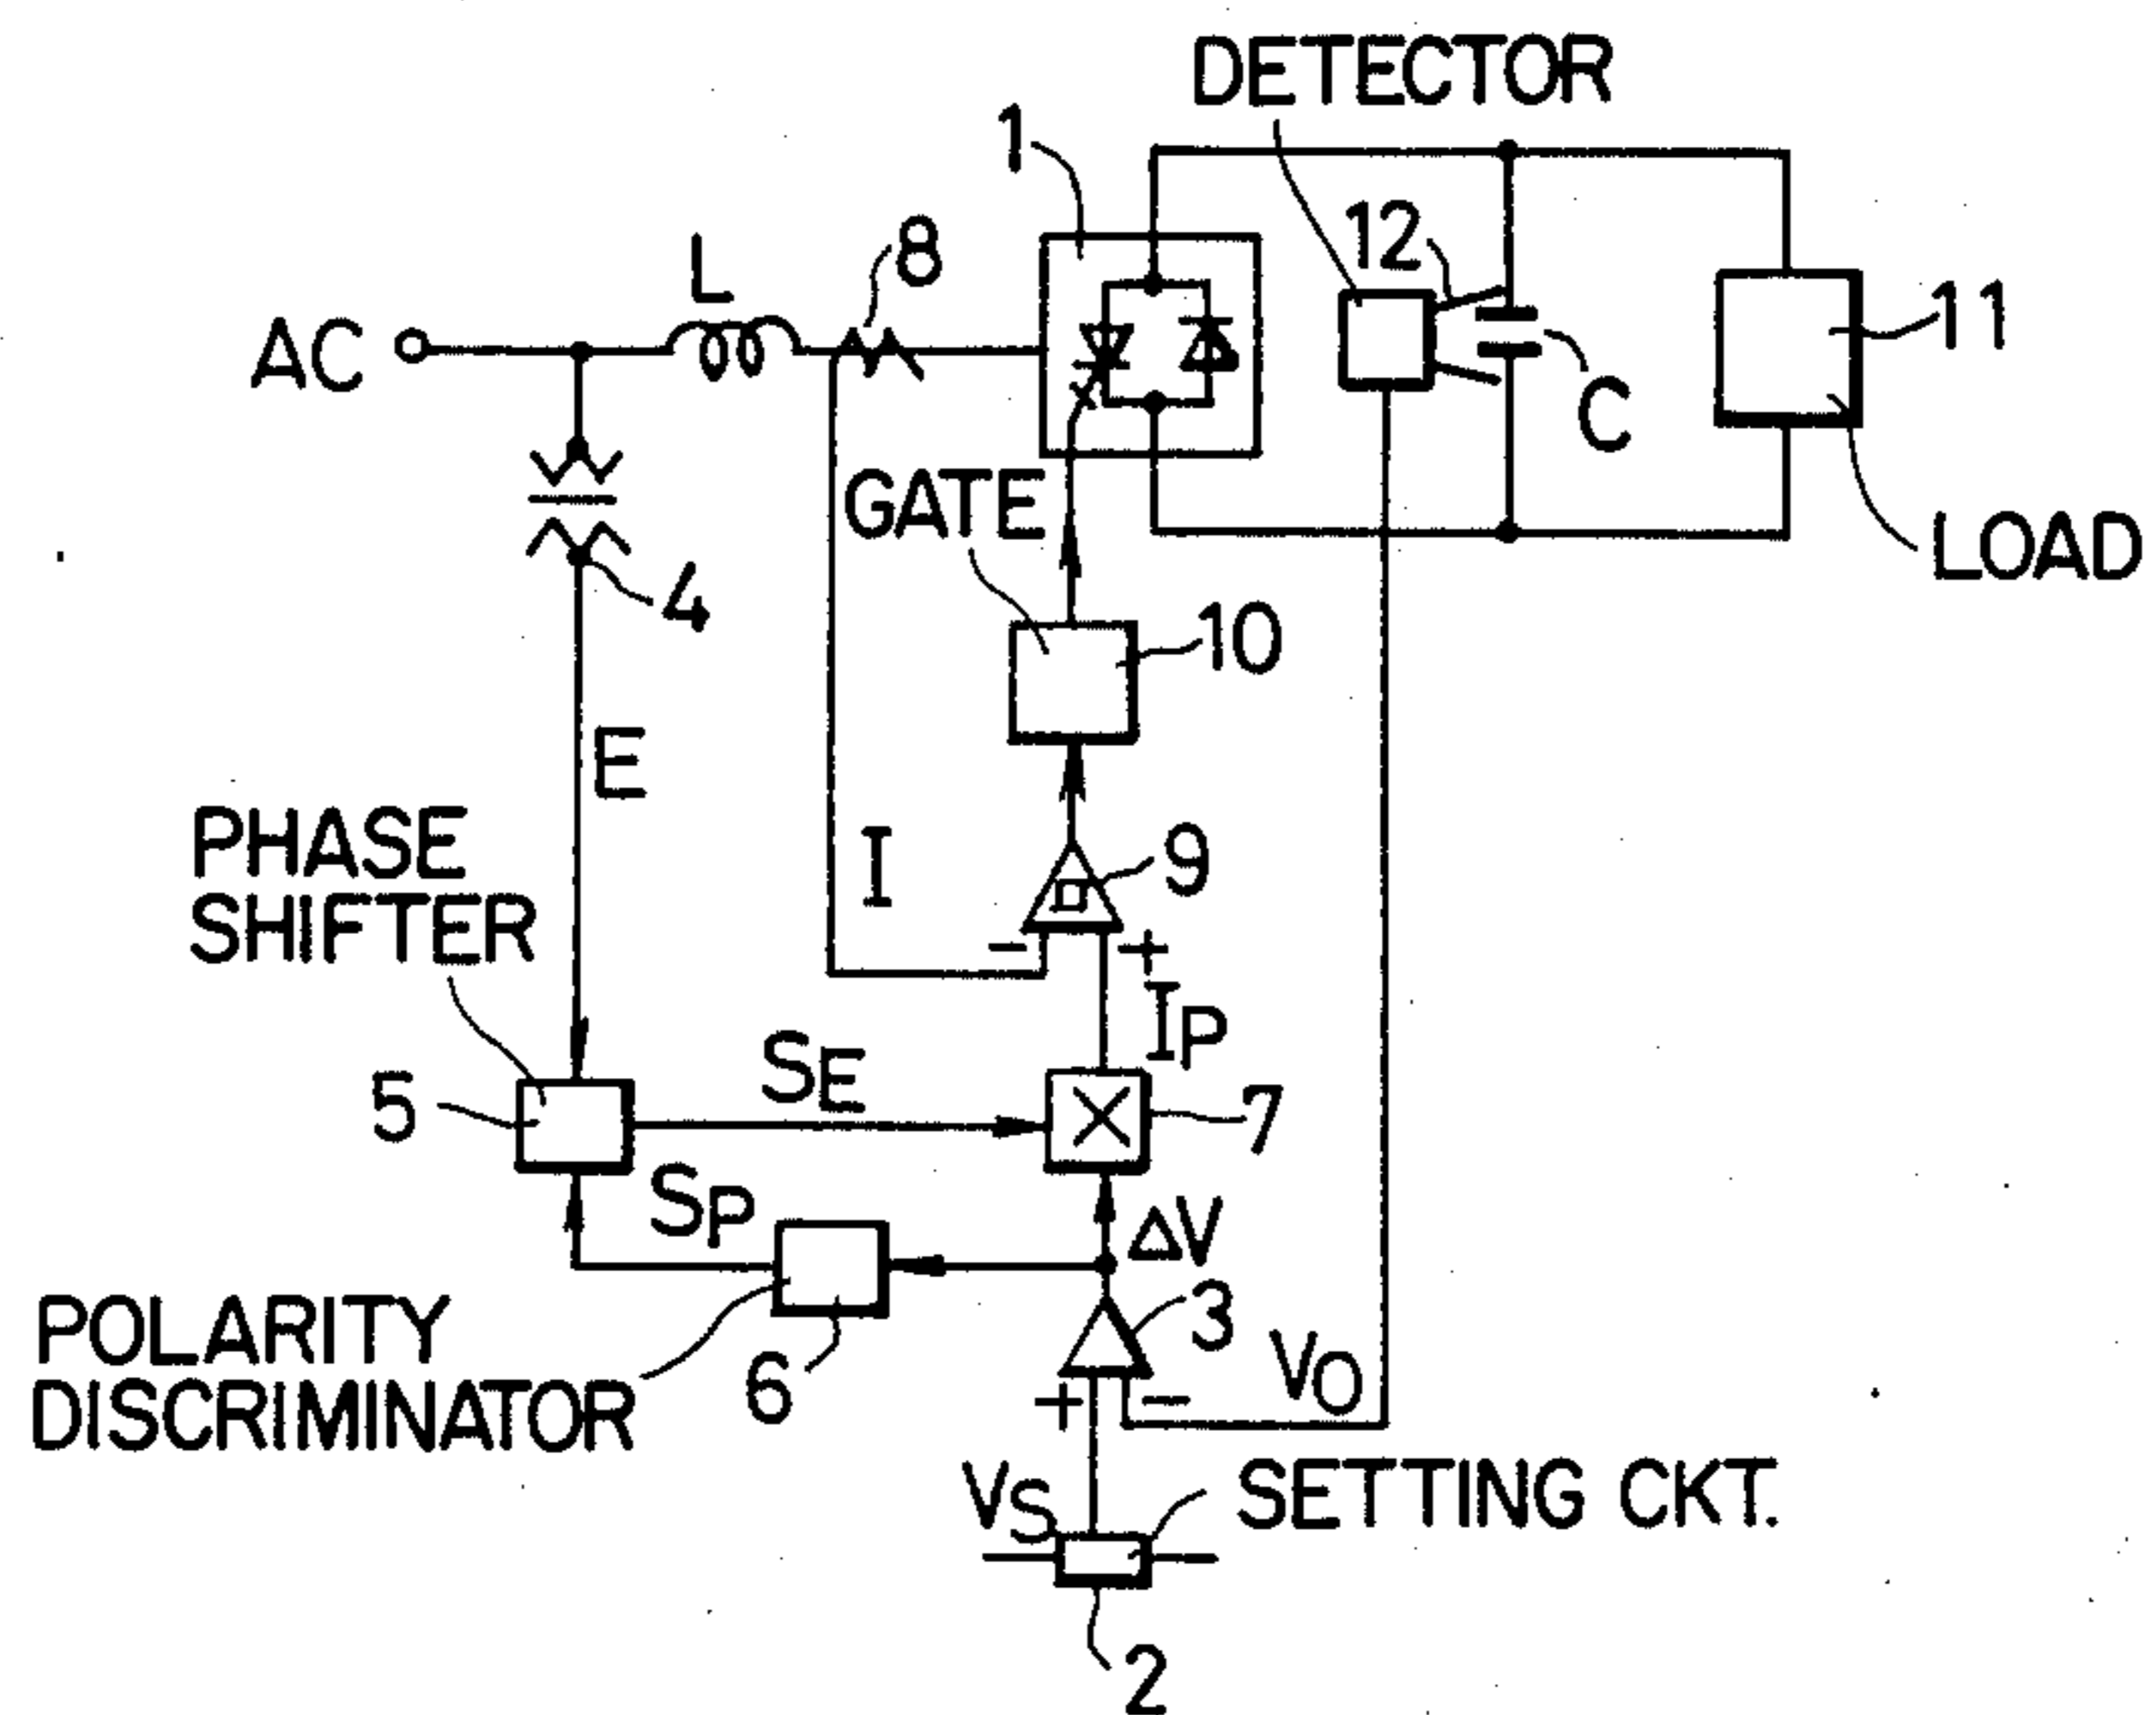 DETECTOR
1
12
8
L
AC
11
C
GATE
LOAD
4
10
E
PHASE
SHIFTER
I
9
- +
IP
SE
5
7
SP
ΔV
POLARITY
DISCRIMINATOR
6
3
+ -
VO
VS
SETTING CKT.
2